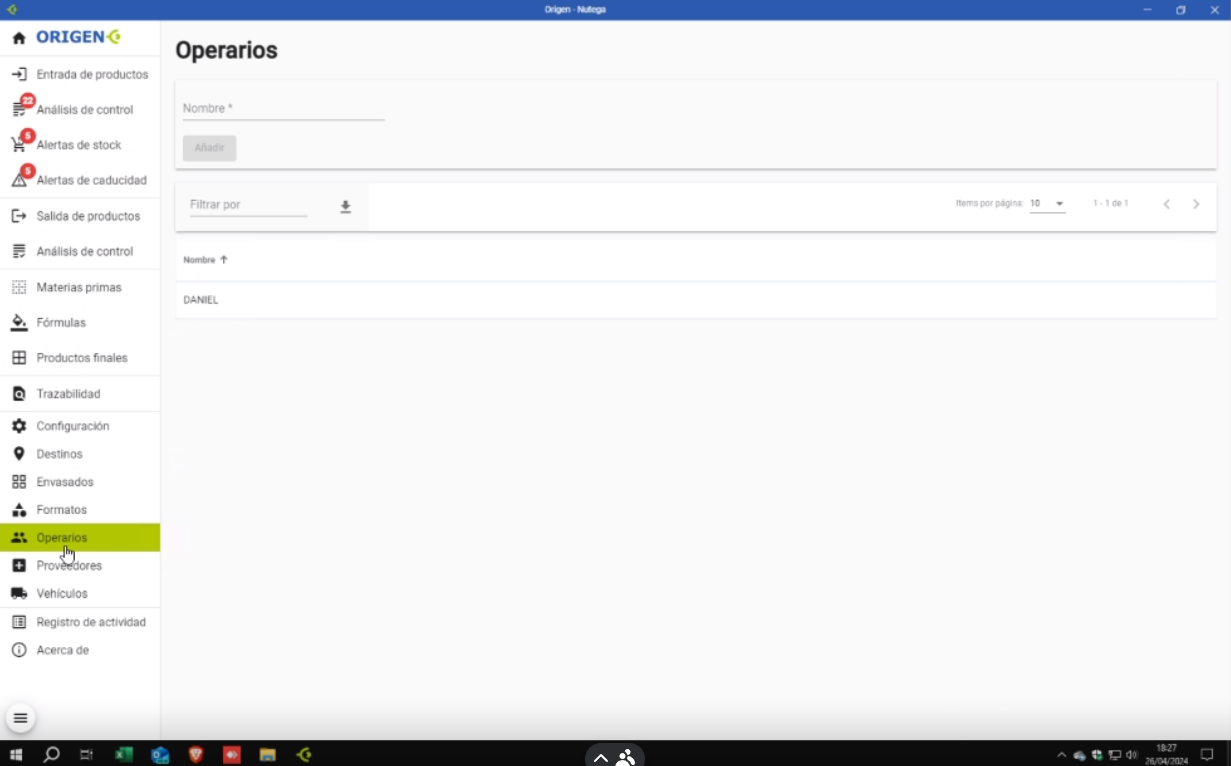 Origen - Nutega
ORIGEN
Entrada de productos
22
Análisis de control
5
Alertas de stock
5
Alertas de caducidad
Salida de productos
Análisis de control
Materias primas
Fórmulas
Productos finales
Trazabilidad
Configuración
Destinos
Envasados
Formatos
Operarios
Proveedores
Vehículos
Registro de actividad
Acerca de
Operarios
Nombre *
Añadir
Filtrar por
Items por página: 10 1 - 1 de 1
Nombre
DANIEL
18:27
26/04/2024